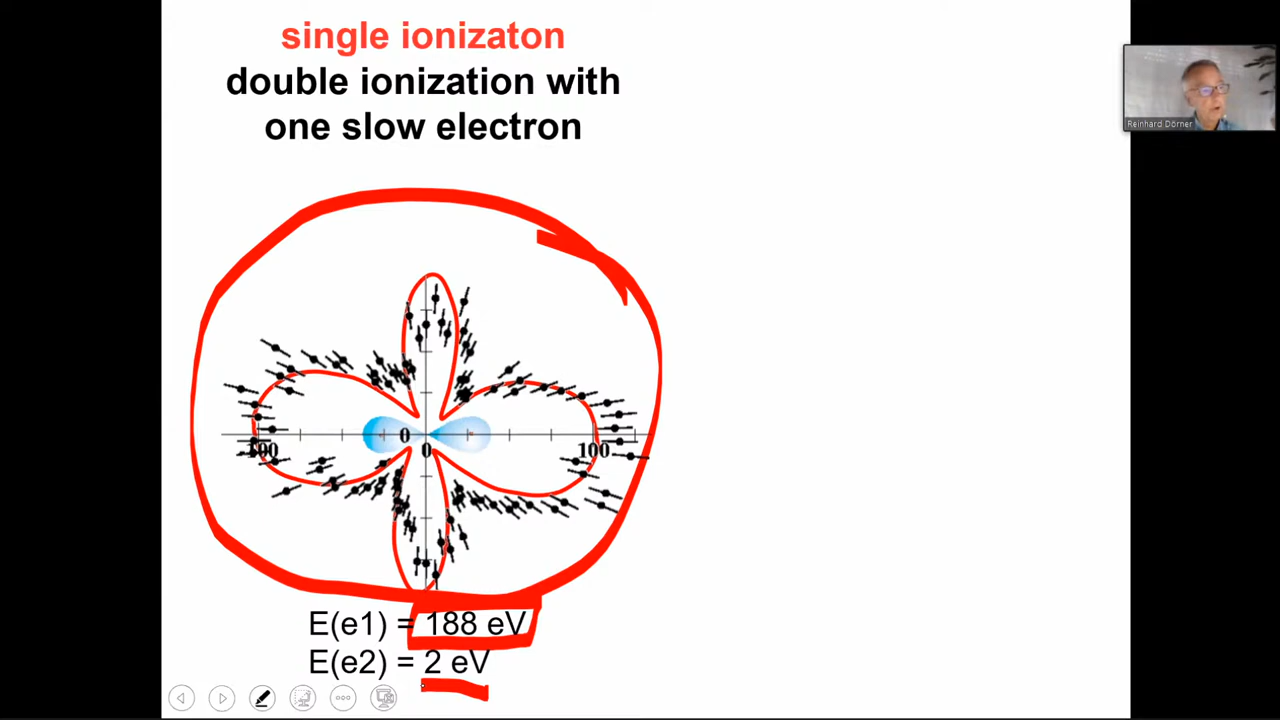 single ionizaton
double ionization with
one slow electron
Reinhard Dörner
0
100
0
100
E(e1) = 188 eV
E(e2) = 2 eV